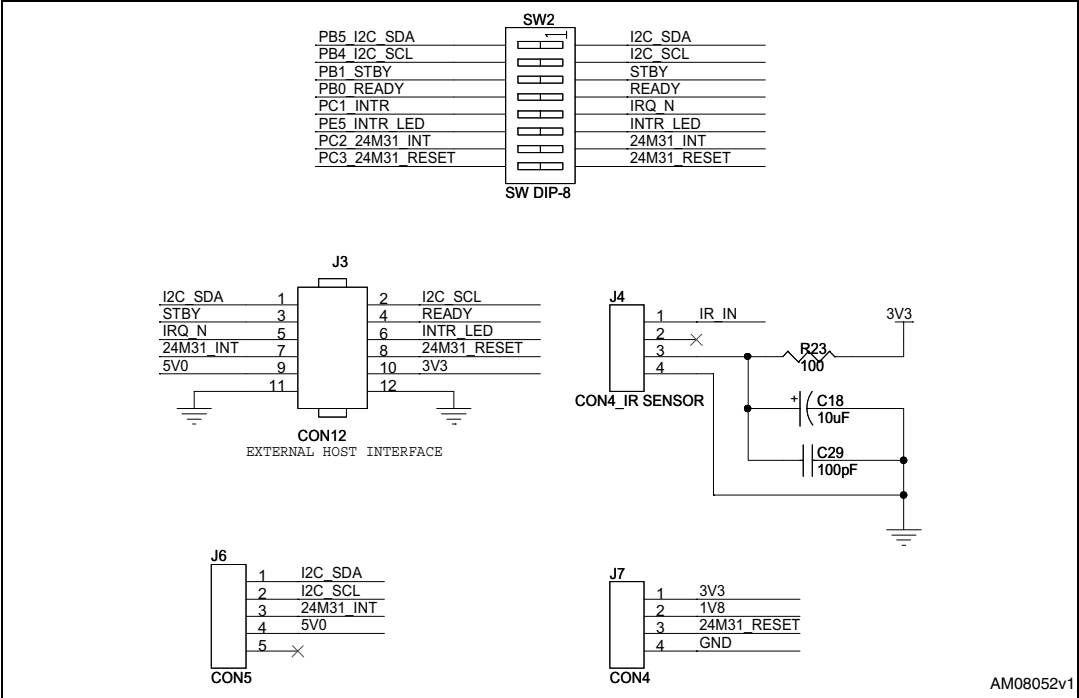 SW2
PB5_I2C_SDA I2C_SDA
PB4_I2C_SCL I2C_SCL
PB1_STBY STBY
PB0_READY READY
PC1_INTR IRQ_N
PE5_INTR_LED INTR_LED
PC2_24M31_INT 24M31_INT
PC3_24M31_RESET 24M31_RESET
1
SW DIP-8
J3
I2C_SDA 1 2 I2C_SCL
STBY 3 4 READY
IRQ_N 5 6 INTR_LED
24M31_INT 7 8 24M31_RESET
5V0 9 10 3V3
11 12
CON12
EXTERNAL HOST INTERFACE
J4
1 IR_IN
2
3
4
CON4_IR SENSOR
3V3
R23
100
C18
+
10uF
C29
100pF
J6
1 I2C_SDA
2 I2C_SCL
3 24M31_INT
4 5V0
5
CON5
J7
1 3V3
2 1V8
3 24M31_RESET
4 GND
CON4
AM08052v1